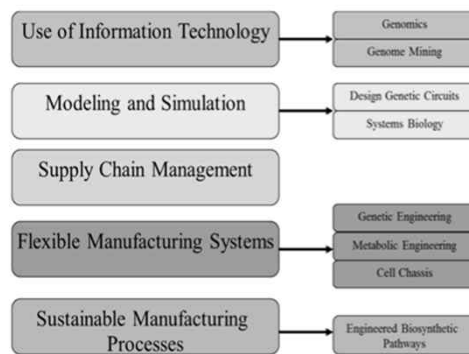 Use of Information Technology
Genomics
Genome Mining
Modeling and Simulation
Design Genetic Circuits
Systems Biology
Supply Chain Management
Flexible Manufacturing Systems
Genetic Engineering
Metabolic Engineering
Cell Chassis
Sustainable Manufacturing
Processes
Engineered Biosynthetic
Pathways